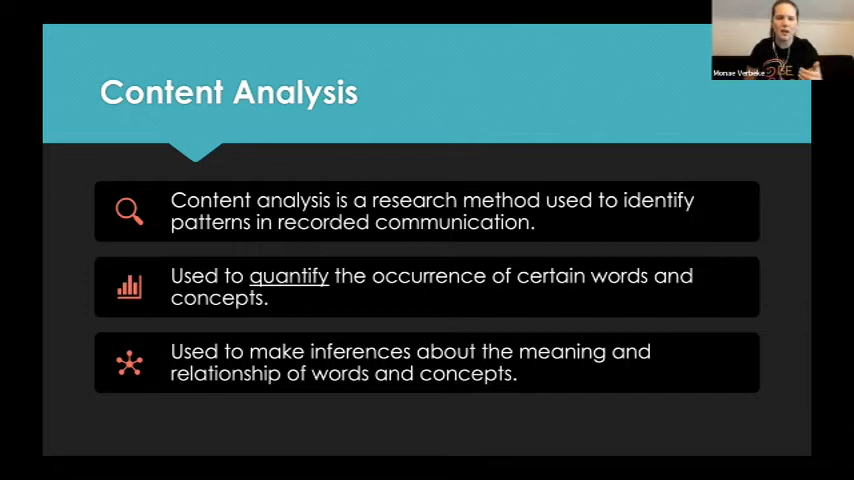 Content Analysis
Content analysis is a research method used to identify
patterns in recorded communication.
Used to quantify the occurrence of certain words and
concepts.
Used to make inferences about the meaning and
relationship of words and concepts.
Monae Verbeke